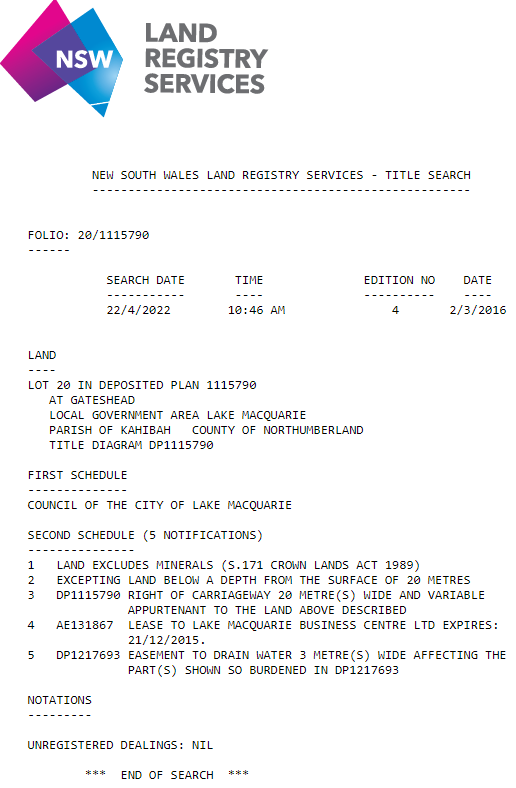 NSW
LAND
REGISTRY
SERVICES
NEW SOUTH WALES LAND REGISTRY SERVICES - TITLE SEARCH
-----------------------------------------------------
FOLIO: 20/1115790
------
SEARCH DATE TIME EDITION NO DATE
----------- ---- ---------- ----
22/4/2022 10:46 AM 4 2/3/2016
LAND
----
LOT 20 IN DEPOSITED PLAN 1115790
AT GATESHEAD
LOCAL GOVERNMENT AREA LAKE MACQUARIE
PARISH OF KAHIBAH COUNTY OF NORTHUMBERLAND
TITLE DIAGRAM DP1115790
FIRST SCHEDULE
--------------
COUNCIL OF THE CITY OF LAKE MACQUARIE
SECOND SCHEDULE (5 NOTIFICATIONS)
---------------
1 LAND EXCLUDES MINERALS (S.171 CROWN LANDS ACT 1989)
2 EXCEPTING LAND BELOW A DEPTH FROM THE SURFACE OF 20 METRES
3 DP1115790 RIGHT OF CARRIAGEWAY 20 METRE(S) WIDE AND VARIABLE
APPURTENANT TO THE LAND ABOVE DESCRIBED
4 AE131867 LEASE TO LAKE MACQUARIE BUSINESS CENTRE LTD EXPIRES:
21/12/2015.
5 DP1217693 EASEMENT TO DRAIN WATER 3 METRE(S) WIDE AFFECTING THE
PART(S) SHOWN SO BURDENED IN DP1217693
NOTATIONS
---------
UNREGISTERED DEALINGS: NIL
*** END OF SEARCH ***